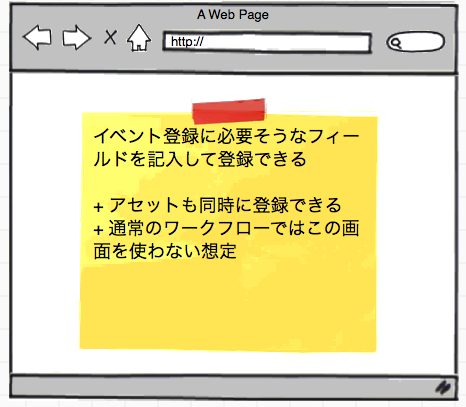 A Web Page
http://
イベント登録に必要そうなフィー
ルドを記入して登録できる
+ アセットも同時に登録できる
+ 通常のワークフローではこの画
面を使わない想定